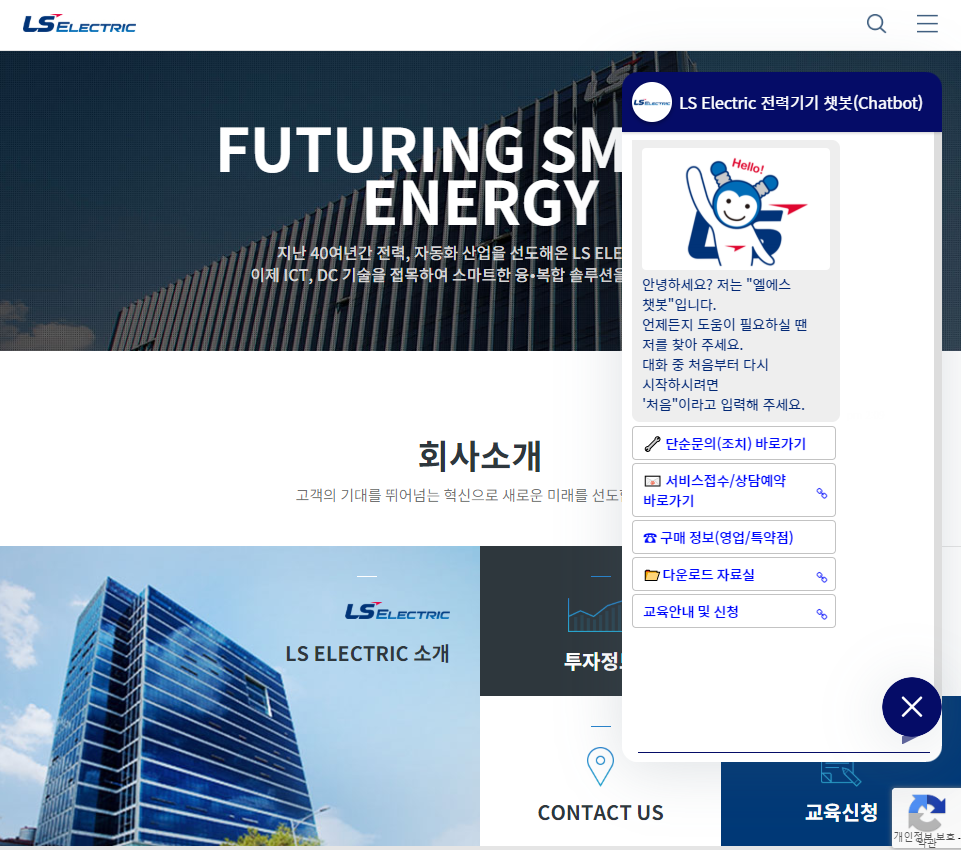 LS ELECTRIC
FUTURING SM
ENERGY
지난 40여년간 전력, 자동화 산업을 선도해온 LS ELE
이제 ICT, DC 기술을 접목하여 스마트한 융•복합 솔루션을
회사소개
고객의 기대를 뛰어넘는 혁신으로 새로운 미래를 선도
LS ELECTRIC
LS ELECTRIC 소개
투자정보
CONTACT US
교육신청
LS ELECTRIC
LS Electric 전력기기 챗봇(Chatbot)
Hello!
LS
안녕하세요? 저는 "엘에스
챗봇"입니다.
언제든지 도움이 필요하실 땐
저를 찾아 주세요.
대화 중 처음부터 다시
시작하시려면
'처음"이라고 입력해 주세요.
단순문의(조치) 바로가기
서비스접수/상담예약
바로가기
구매 정보(영업/특약점)
다운로드 자료실
교육안내 및 신청
개인정보 보호 -
약관